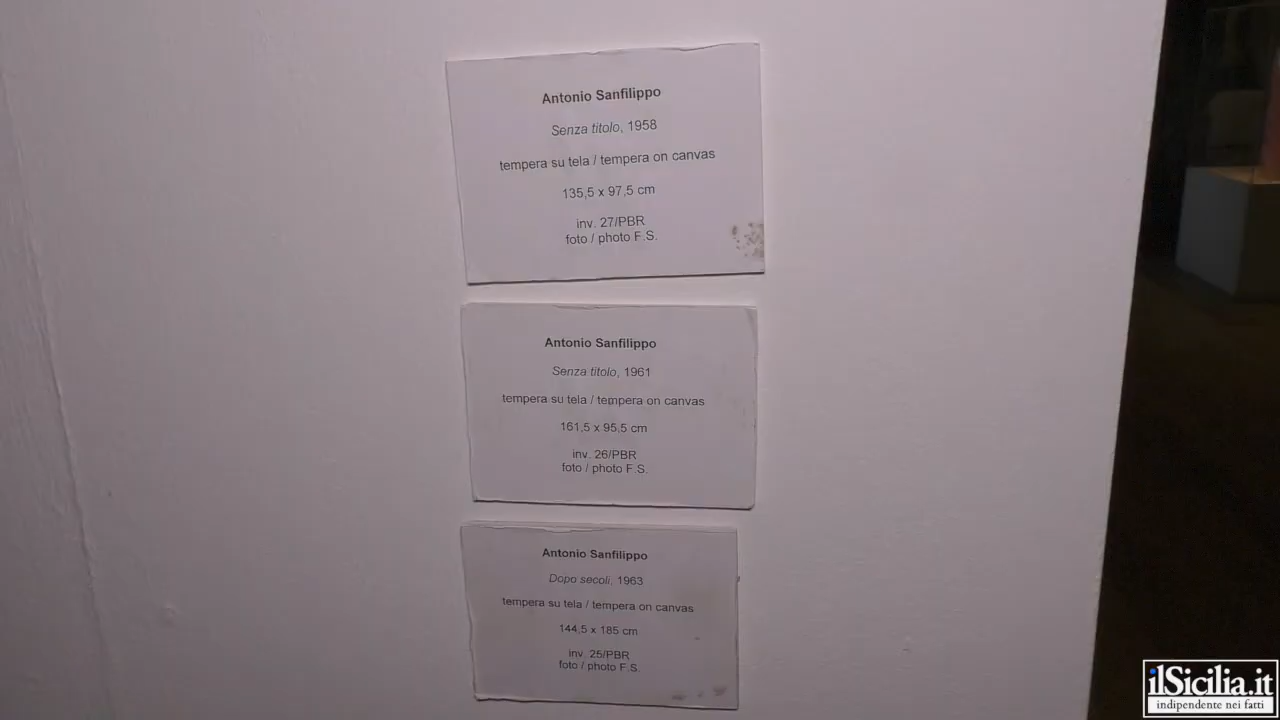 Antonio Sanfilippo
Senza titolo, 1958
tempera su tela / tempera on canvas
135,5 x 97,5 cm
inv. 27/PBR
foto / photo F.S.
Antonio Sanfilippo
Senza titolo, 1961
tempera su tela / tempera on canvas
161,5 x 95,5 cm
inv. 26/PBR
foto / photo F.S.
Antonio Sanfilippo
Dopo secoli, 1963
tempera su tela / tempera on canvas
144,5 x 185 cm
inv. 25/PBR
foto / photo F.S.
ilSicilia.it
indipendente nei fatti